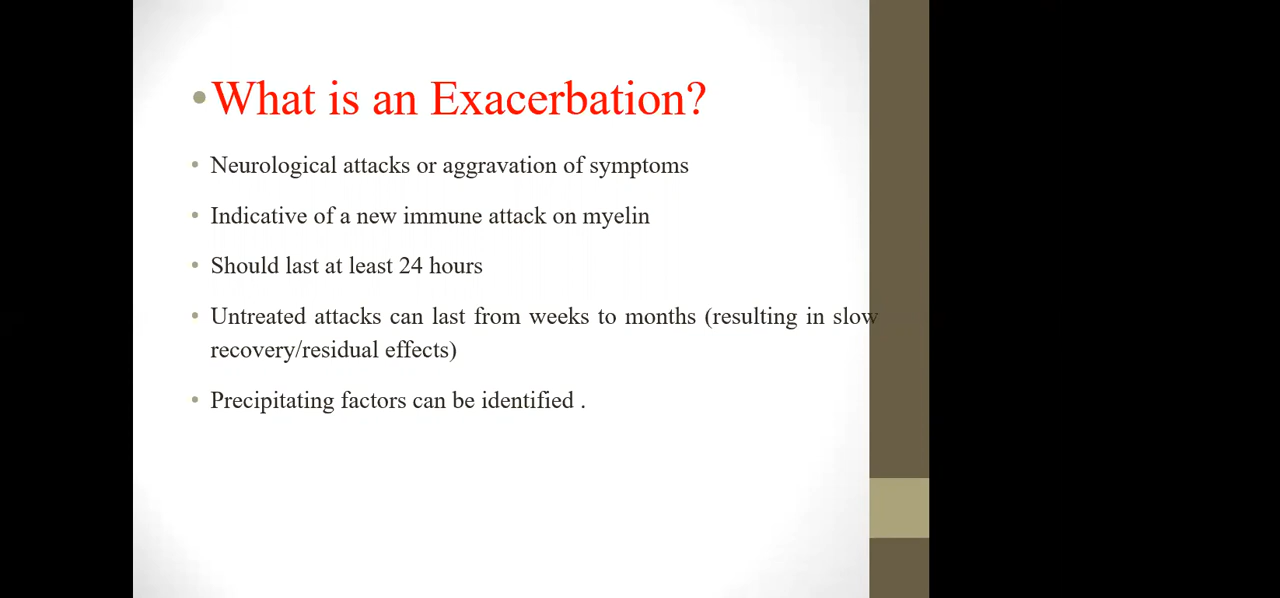 •What is an Exacerbation?
• Neurological attacks or aggravation of symptoms
• Indicative of a new immune attack on myelin
• Should last at least 24 hours
• Untreated attacks can last from weeks to months (resulting in slow
recovery/residual effects)
• Precipitating factors can be identified .